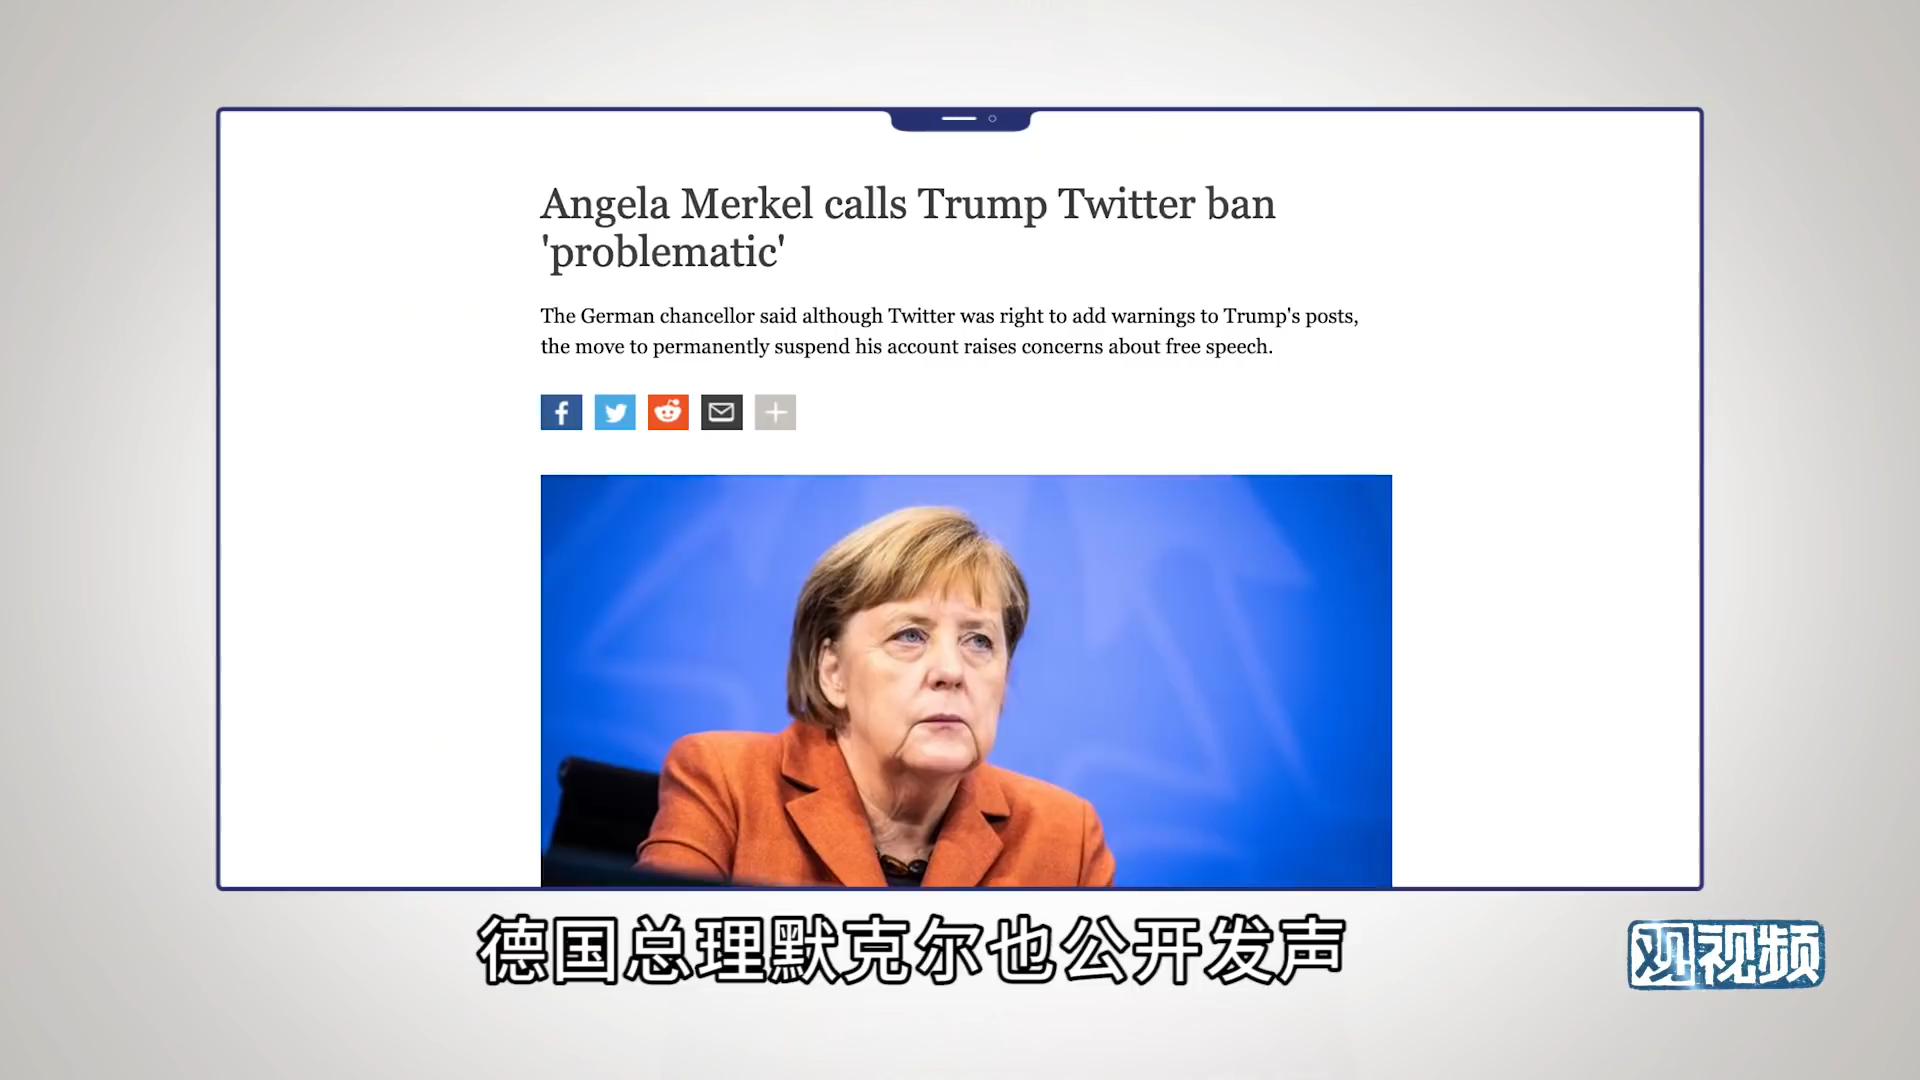 Angela Merkel calls Trump Twitter ban
'problematic'
The German chancellor said although Twitter was right to add warnings to Trump's posts,
the move to permanently suspend his account raises concerns about free speech.
德国总理默克尔也公开发声
观视频